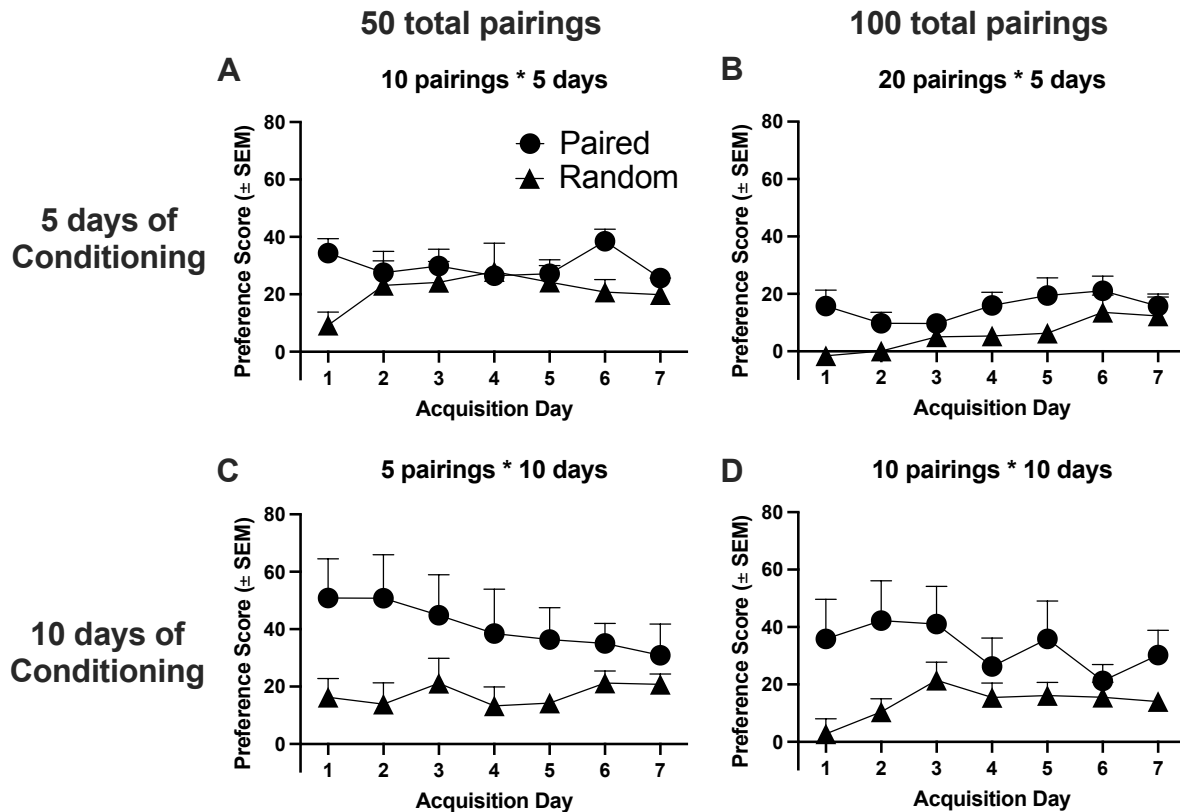 50 total pairings
100 total pairings
A
10 pairings * 5 days
B
20 pairings * 5 days
5 days of
Conditioning
Preference Score (± SEM)
80
60
40
20
0
Paired
Random
1 2 3 4 5 6 7
Acquisition Day
Preference Score (± SEM)
80
60
40
20
0
1 2 3 4 5 6 7
Acquisition Day
C
5 pairings * 10 days
D
10 pairings * 10 days
10 days of
Conditioning
Preference Score (± SEM)
80
60
40
20
0
1 2 3 4 5 6 7
Acquisition Day
Preference Score (± SEM)
80
60
40
20
0
1 2 3 4 5 6 7
Acquisition Day